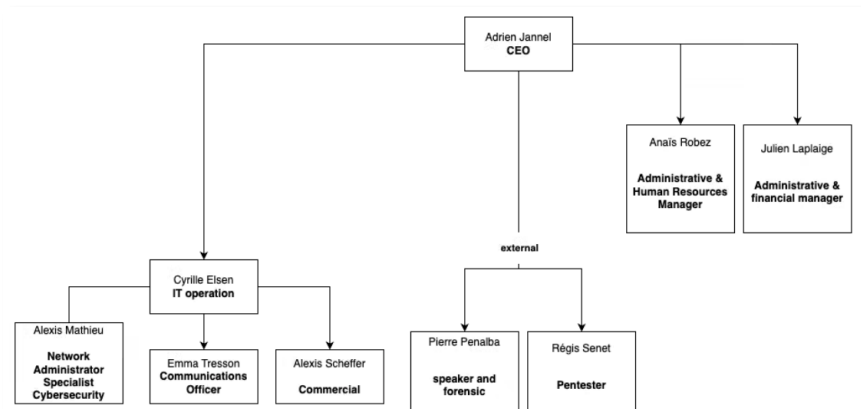 Adrien Jannel
CEO
Anaïs Robez
Administrative &
Human Resources
Manager
Julien Laplaige
Administrative &
financial manager
external
Cyrille Elsen
IT operation
Alexis Mathieu
Network
Administrator
Specialist
Cybersecurity
Emma Tresson
Communications
Officer
Alexis Scheffer
Commercial
Pierre Penalba
speaker and
forensic
Régis Senet
Pentester